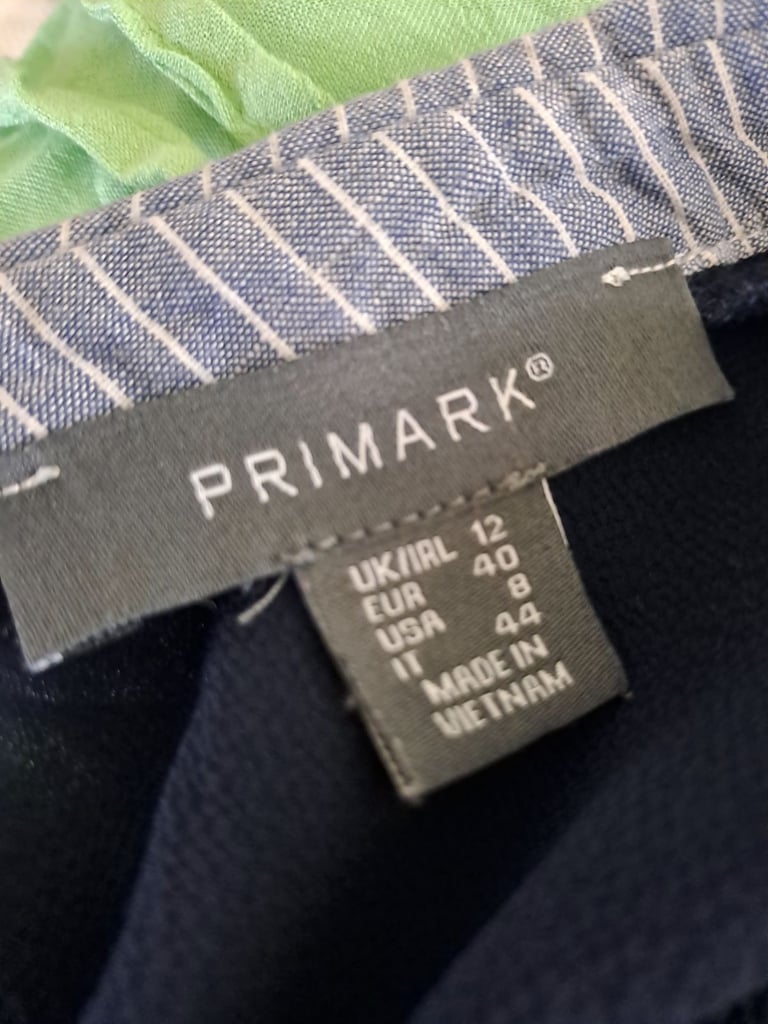 PRIMARK®
UK/IRL 12
EUR 40
USA 8
IT 44
MADE IN
VIETNAM